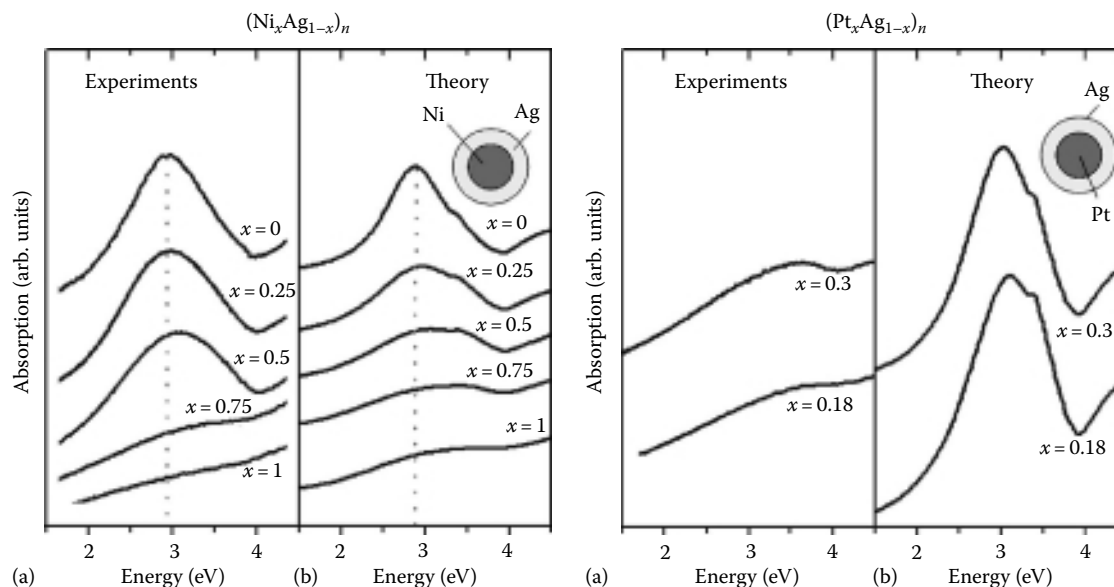 (NiₓAg₁₋ₓ)ₙ
Absorption (arb. units)
Experiments
x = 0
x = 0.25
x = 0.5
x = 0.75
x = 1
2 3 4
(a) Energy (eV)
Theory
Ni Ag
x = 0
x = 0.25
x = 0.5
x = 0.75
x = 1
2 3 4
(b) Energy (eV)
(PtₓAg₁₋ₓ)ₙ
Absorption (arb. units)
Experiments
x = 0.3
x = 0.18
2 3 4
(a) Energy (eV)
Theory
Ag
Pt
x = 0.3
x = 0.18
2 3 4
(b) Energy (eV)